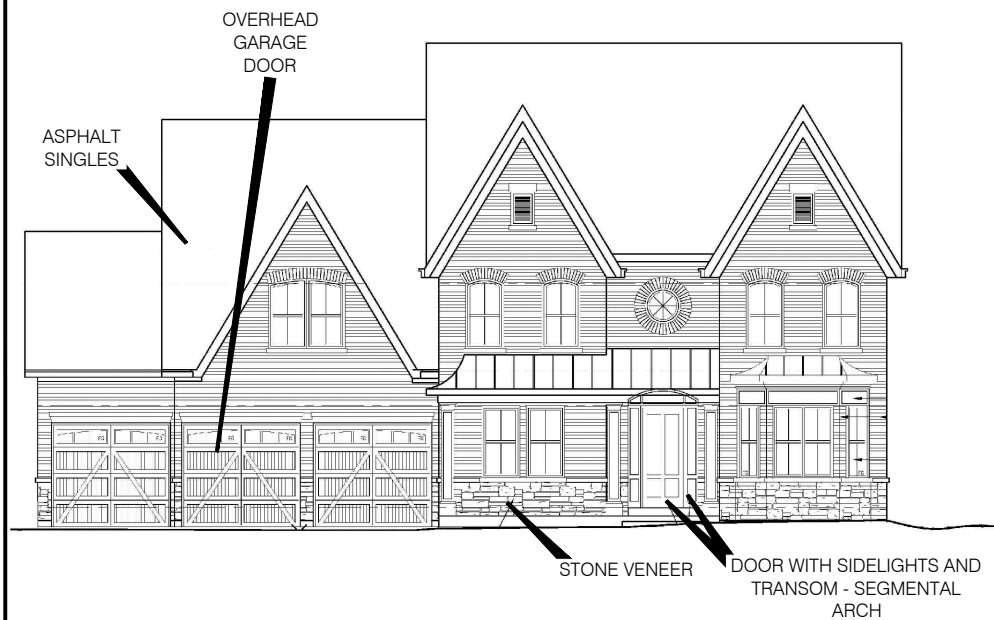 OVERHEAD
GARAGE
DOOR
ASPHALT
SINGLES
STONE VENEER
DOOR WITH SIDELIGHTS AND
TRANSOM - SEGMENTAL
ARCH